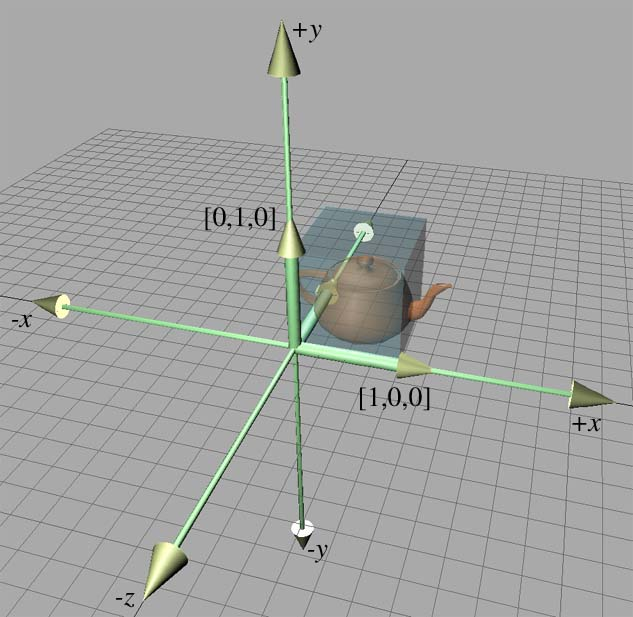 +y
[0,1,0]
-x
[1,0,0]
+x
-y
-z